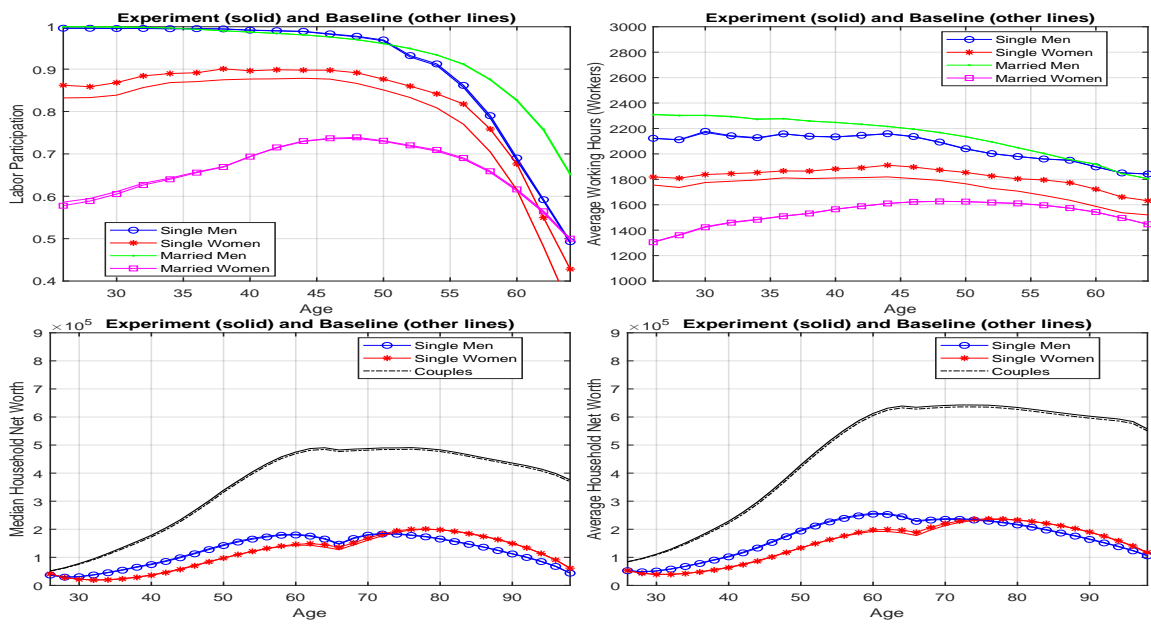 Experiment (solid) and Baseline (other lines)
Labor Participation
1
0.9
0.8
0.7
0.6
0.5
0.4
30
35
40
45
50
55
60
Age
Single Men
Single Women
Married Men
Married Women
Experiment (solid) and Baseline (other lines)
Average Working Hours (Workers)
3000
2800
2600
2400
2200
2000
1800
1600
1400
1200
1000
30
35
40
45
50
55
60
Age
Single Men
Single Women
Married Men
Married Women
×10⁵
Experiment (solid) and Baseline (other lines)
Median Household Net Worth
9
8
7
6
5
4
3
2
1
0
30
40
50
60
70
80
90
Age
Single Men
Single Women
Couples
×10⁵
Experiment (solid) and Baseline (other lines)
Average Household Net Worth
9
8
7
6
5
4
3
2
1
0
30
40
50
60
70
80
90
Age
Single Men
Single Women
Couples